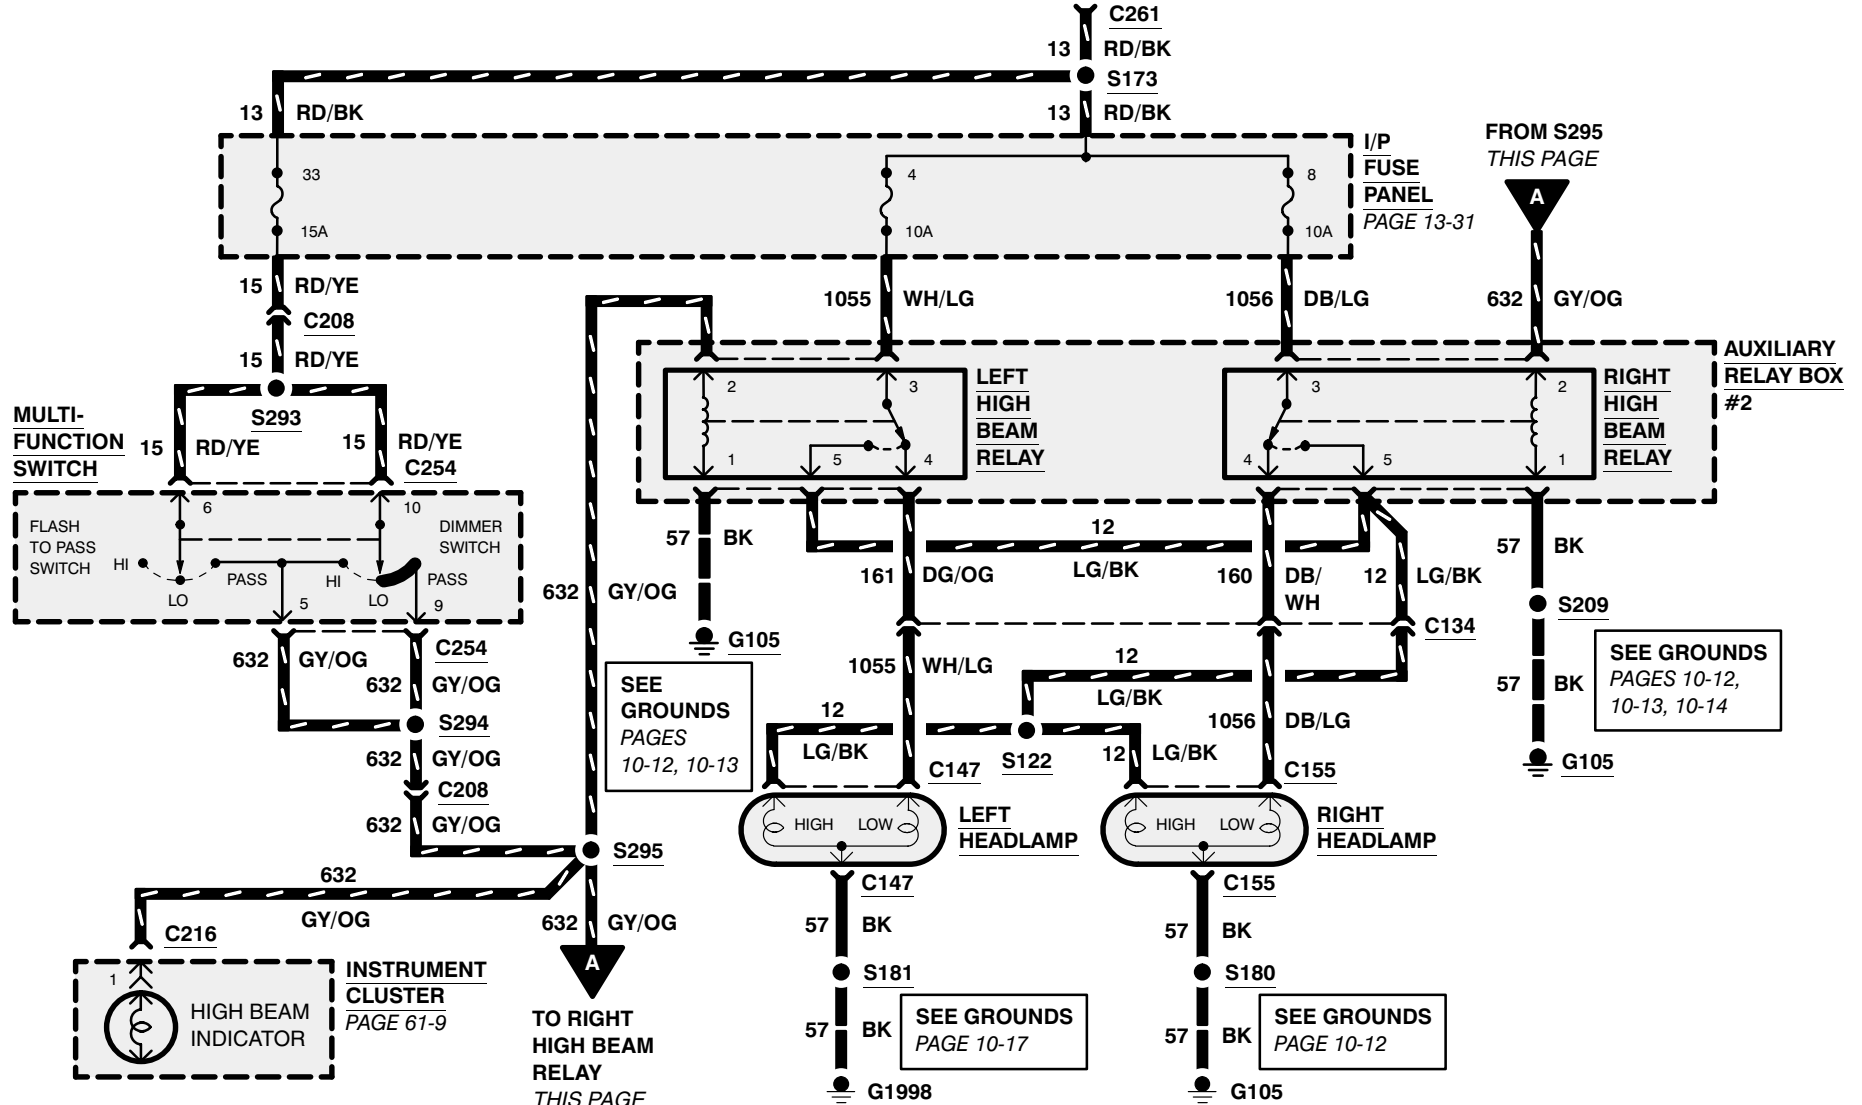 C261
13 RD/BK
S173
13 RD/BK
13 RD/BK
33
15A
4
10A
8
10A
I/P
FUSE
PANEL
PAGE 13-31
FROM S295
THIS PAGE
A
15 RD/YE
C208
15 RD/YE
S293
1055 WH/LG
1056 DB/LG
632 GY/OG
MULTI-
FUNCTION
SWITCH
15 RD/YE
15 RD/YE
C254
6
10
FLASH
TO PASS
SWITCH
DIMMER
SWITCH
HI
LO
PASS
HI
LO
PASS
5
9
632 GY/OG
C254
632 GY/OG
S294
632 GY/OG
C208
632 GY/OG
S295
632
GY/OG
C216
1
HIGH BEAM
INDICATOR
INSTRUMENT
CLUSTER
PAGE 61-9
632 GY/OG
632 GY/OG
A
TO RIGHT
HIGH BEAM
RELAY
THIS PAGE
2
3
1
5
4
LEFT
HIGH
BEAM
RELAY
3
2
4
5
1
RIGHT
HIGH
BEAM
RELAY
AUXILIARY
RELAY BOX
#2
57 BK
G105
SEE
GROUNDS
PAGES
10-12, 10-13
12
LG/BK
161 DG/OG
160 DB/
WH
12 LG/BK
C134
57 BK
S209
57 BK
G105
SEE GROUNDS
PAGES 10-12,
10-13, 10-14
1055 WH/LG
12
LG/BK
1056 DB/LG
12
LG/BK
S122
12 LG/BK
C147
C155
HIGH LOW
LEFT
HEADLAMP
HIGH LOW
RIGHT
HEADLAMP
C147
57 BK
S181
57 BK
SEE GROUNDS
PAGE 10-17
G1998
C155
57 BK
S180
57 BK
SEE GROUNDS
PAGE 10-12
G105